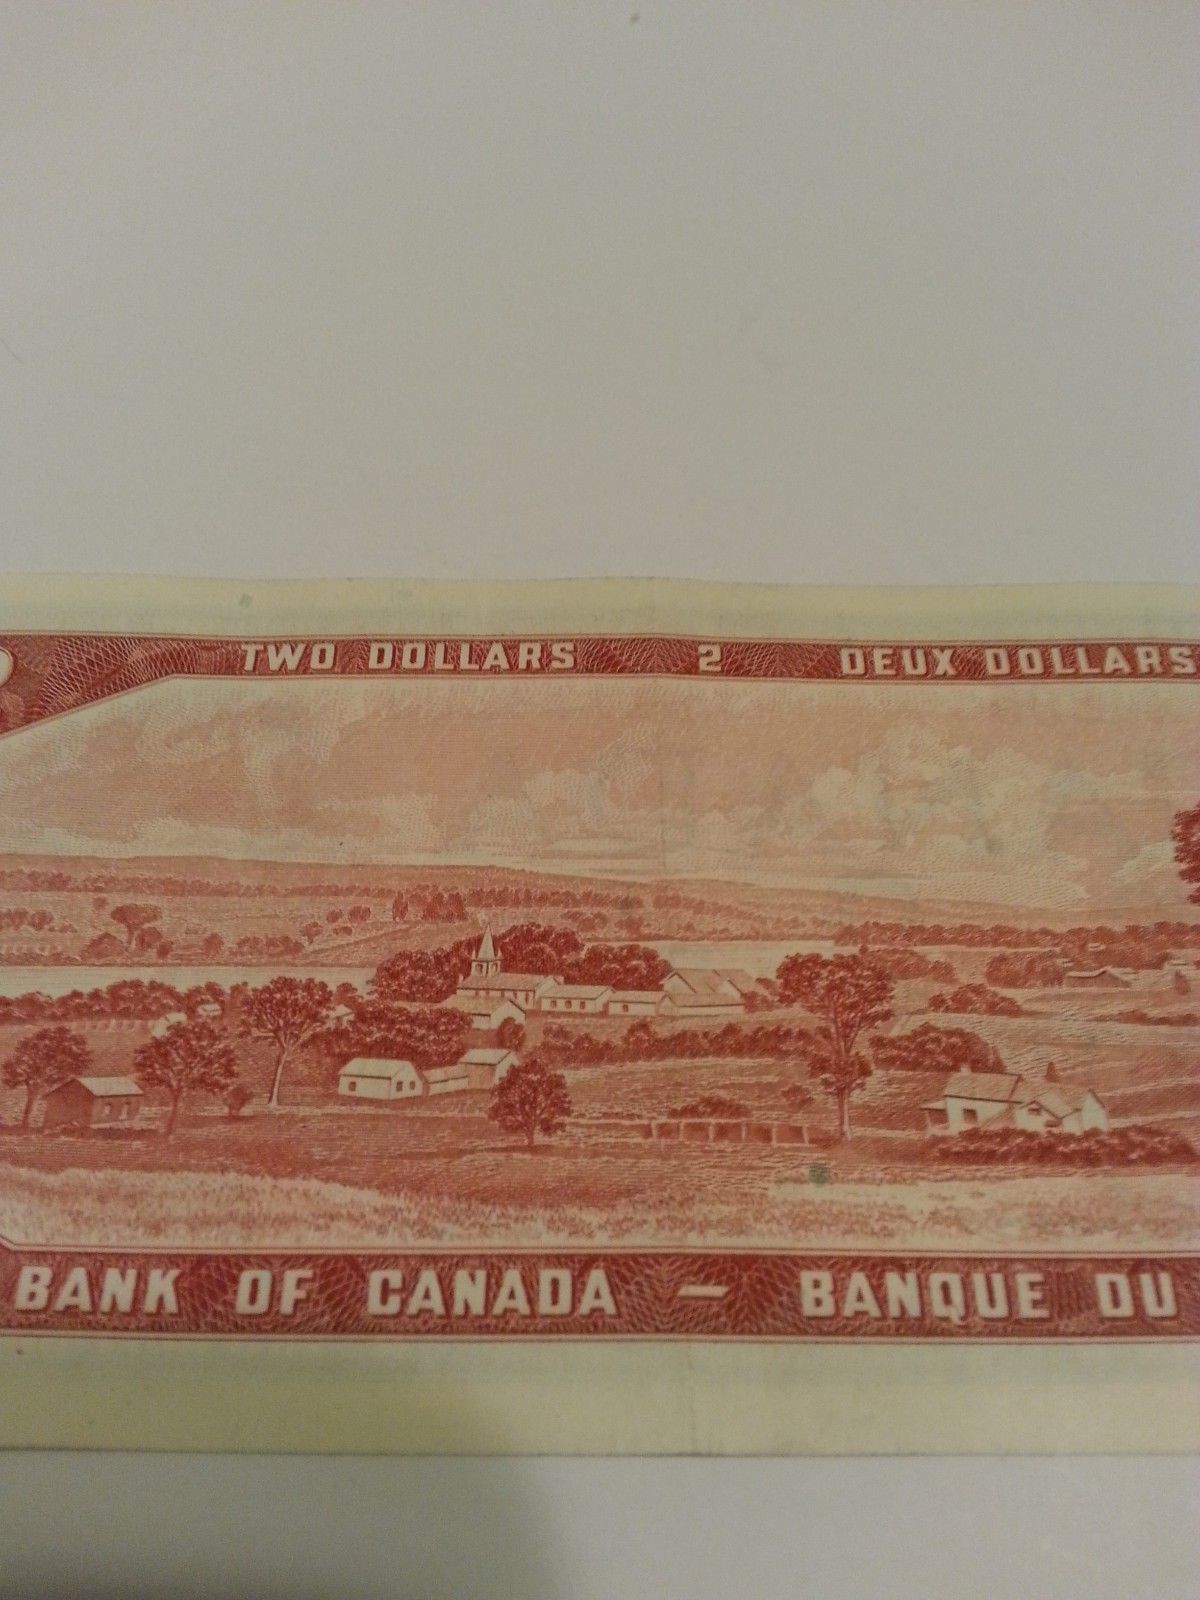 TWO DOLLARS 2 DEUX DOLLARS
BANK OF CANADA — BANQUE DU